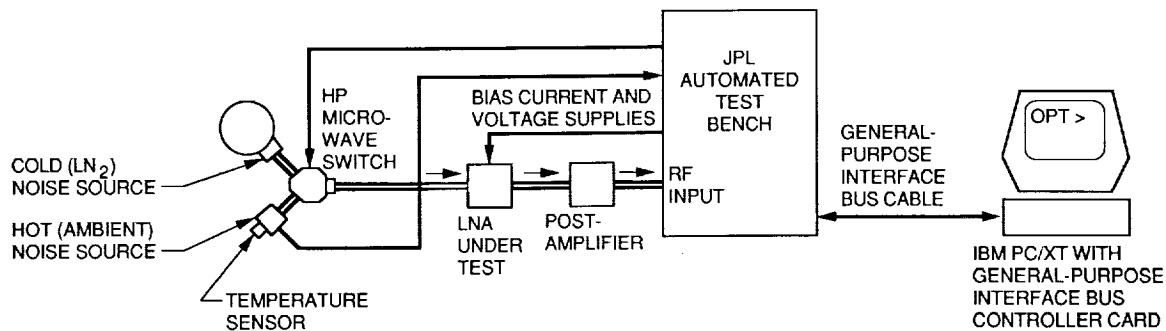 COLD (LN2)
NOISE SOURCE
HOT (AMBIENT)
NOISE SOURCE
TEMPERATURE
SENSOR
HP
MICRO-
WAVE
SWITCH
BIAS CURRENT AND
VOLTAGE SUPPLIES
LNA
UNDER
TEST
POST-
AMPLIFIER
JPL
AUTOMATED
TEST
BENCH
RF
INPUT
GENERAL-
PURPOSE
INTERFACE
BUS CABLE
OPT >
IBM PC/XT WITH
GENERAL-PURPOSE
INTERFACE BUS
CONTROLLER CARD